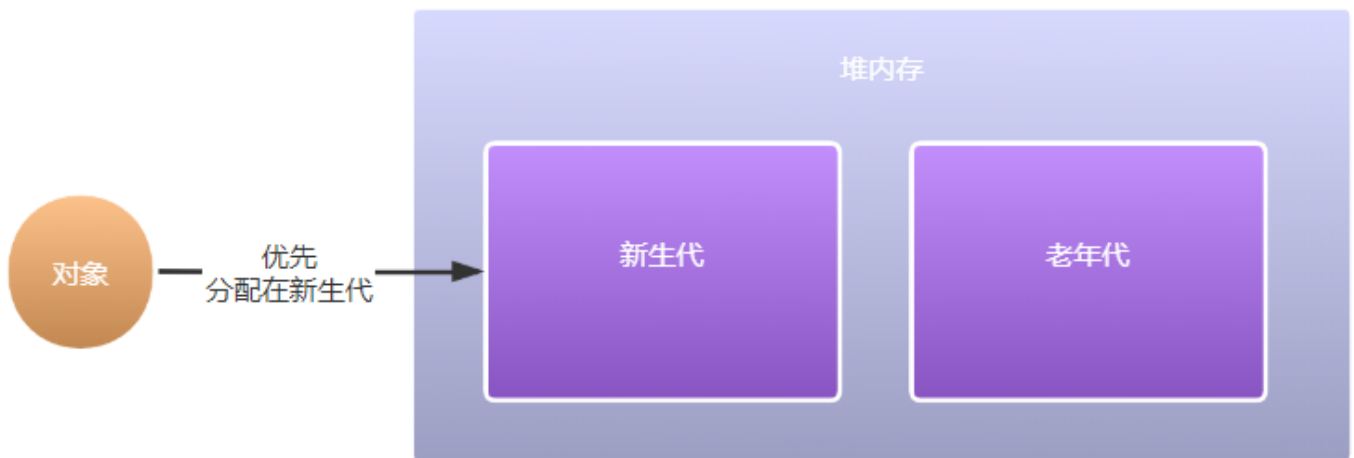 堆内存
对象
优先
分配在新生代
新生代
老年代